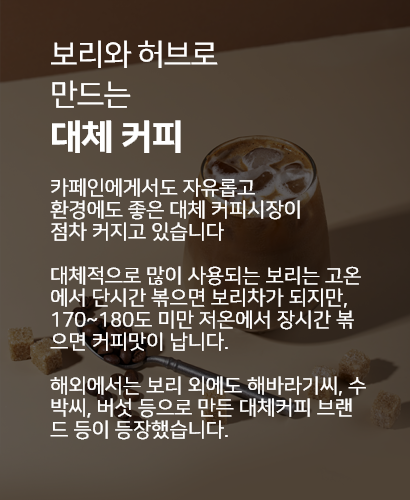 보리와 허브로
만드는
대체 커피
카페인에게서도 자유롭고
환경에도 좋은 대체 커피시장이
점차 커지고 있습니다
대체적으로 많이 사용되는 보리는 고온
에서 단시간 볶으면 보리차가 되지만,
170~180도 미만 저온에서 장시간 볶
으면 커피맛이 납니다.
해외에서는 보리 외에도 해바라기씨, 수
박씨, 버섯 등으로 만든 대체커피 브랜
드 등이 등장했습니다.